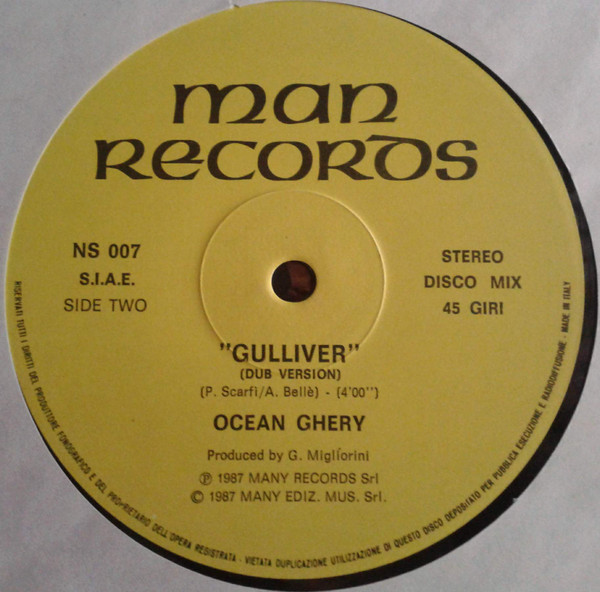 man
RECORDS
NS 007
S.I.A.E.
SIDE TWO
STEREO
DISCO MIX
45 GIRI
"GULLIVER"
(DUB VERSION)
(P. Scarfì/A. Bellè) - (4'00")
OCEAN GHERY
Produced by G. Migliorini
℗ 1987 MANY RECORDS Srl
© 1987 MANY EDIZ. MUS. Srl.
RISERVATI TUTTI I DIRITTI DEL PRODUTTORE FONOGRAFICO E DEL PROPRIETARIO DELL'OPERA REGISTRATA - VIETATA DUPLICAZIONE UTILIZZAZIONE DI QUESTO DISCO DEPOSITATO PER PUBBLICA ESECUZIONE E RADIODIFFUSIONE - MADE IN ITALY